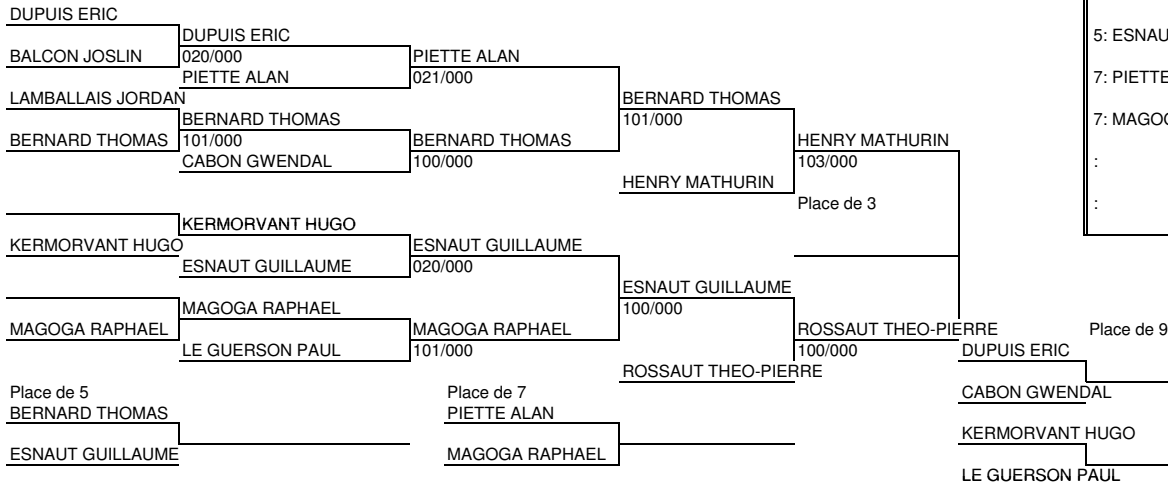 DUPUIS ERIC
DUPUIS ERIC
5: ESNAU
BALCON JOSLIN 020/000 PIETTE ALAN
PIETTE ALAN 021/000
7: PIETTE
LAMBALLAIS JORDAN BERNARD THOMAS
BERNARD THOMAS 101/000
7: MAGOG
BERNARD THOMAS 101/000 BERNARD THOMAS HENRY MATHURIN
CABON GWENDAL 100/000 103/000
:
HENRY MATHURIN
Place de 3
:
KERMORVANT HUGO
KERMORVANT HUGO ESNAUT GUILLAUME
ESNAUT GUILLAUME 020/000
ESNAUT GUILLAUME
MAGOGA RAPHAEL 100/000
MAGOGA RAPHAEL MAGOGA RAPHAEL ROSSAUT THEO-PIERRE Place de 9
LE GUERSON PAUL 101/000 100/000 DUPUIS ERIC
ROSSAUT THEO-PIERRE
Place de 5 Place de 7 CABON GWENDAL
BERNARD THOMAS PIETTE ALAN
KERMORVANT HUGO
ESNAUT GUILLAUME MAGOGA RAPHAEL
LE GUERSON PAUL